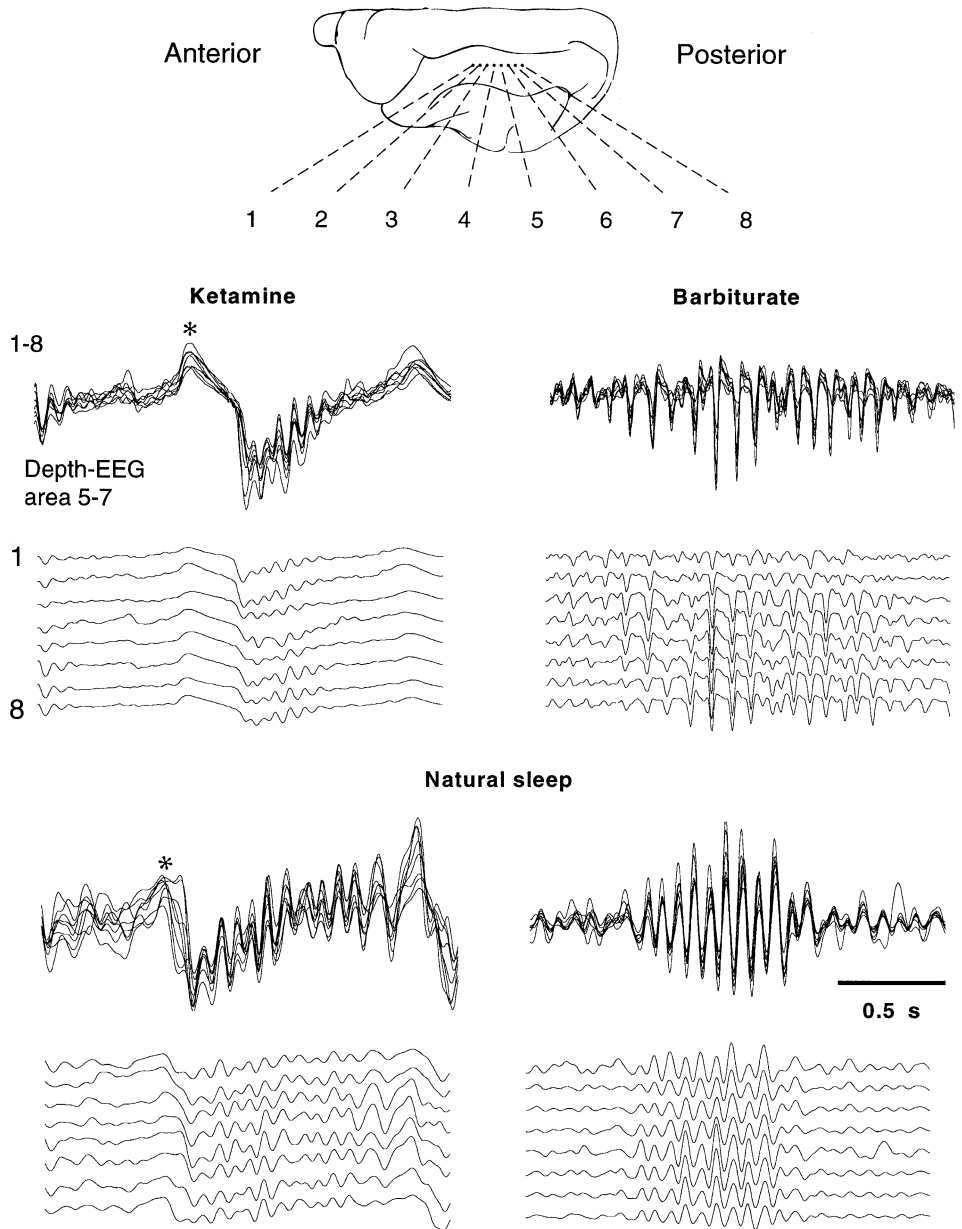 Anterior
Posterior
1 2 3 4 5 6 7 8
Ketamine
Barbiturate
*
1-8
Depth-EEG
area 5-7
1
8
Natural sleep
*
0.5 s